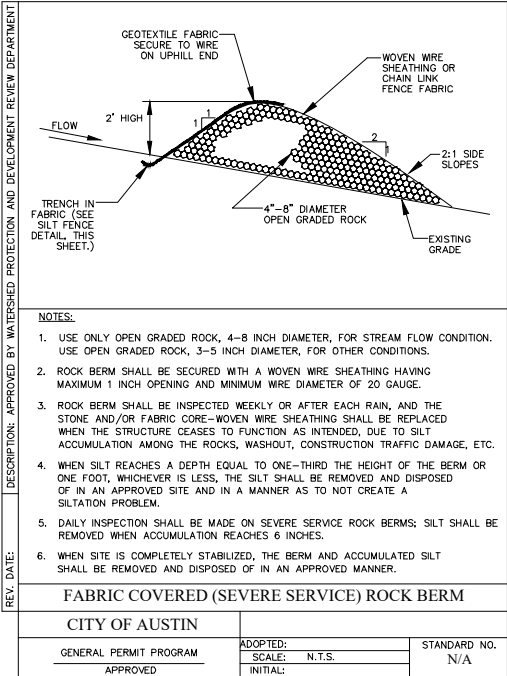 DESCRIPTION: APPROVED BY WATERSHED PROTECTION AND DEVELOPMENT REVIEW DEPARTMENT
REV. DATE:
GEOTEXTILE FABRIC
SECURE TO WIRE
ON UPHILL END
WOVEN WIRE
SHEATHING OR
CHAIN LINK
FENCE FABRIC
2' HIGH
1
1
FLOW
2
1
2:1 SIDE
SLOPES
TRENCH IN
FABRIC (SEE
SILT FENCE
DETAIL, THIS
SHEET.)
4"-8" DIAMETER
OPEN GRADED ROCK
EXISTING
GRADE
NOTES:
1. USE ONLY OPEN GRADED ROCK, 4-8 INCH DIAMETER, FOR STREAM FLOW CONDITION.
USE OPEN GRADED ROCK, 3-5 INCH DIAMETER, FOR OTHER CONDITIONS.
2. ROCK BERM SHALL BE SECURED WITH A WOVEN WIRE SHEATHING HAVING
MAXIMUM 1 INCH OPENING AND MINIMUM WIRE DIAMETER OF 20 GAUGE.
3. ROCK BERM SHALL BE INSPECTED WEEKLY OR AFTER EACH RAIN, AND THE
STONE AND/OR FABRIC CORE-WOVEN WIRE SHEATHING SHALL BE REPLACED
WHEN THE STRUCTURE CEASES TO FUNCTION AS INTENDED, DUE TO SILT
ACCUMULATION AMONG THE ROCKS, WASHOUT, CONSTRUCTION TRAFFIC DAMAGE, ETC.
4. WHEN SILT REACHES A DEPTH EQUAL TO ONE-THIRD THE HEIGHT OF THE BERM OR
ONE FOOT, WHICHEVER IS LESS, THE SILT SHALL BE REMOVED AND DISPOSED
OF IN AN APPROVED SITE AND IN A MANNER AS TO NOT CREATE A
SILTATION PROBLEM.
5. DAILY INSPECTION SHALL BE MADE ON SEVERE SERVICE ROCK BERMS; SILT SHALL BE
REMOVED WHEN ACCUMULATION REACHES 6 INCHES.
6. WHEN SITE IS COMPLETELY STABILIZED, THE BERM AND ACCUMULATED SILT
SHALL BE REMOVED AND DISPOSED OF IN AN APPROVED MANNER.
FABRIC COVERED (SEVERE SERVICE) ROCK BERM
CITY OF AUSTIN
GENERAL PERMIT PROGRAM
APPROVED
ADOPTED:
SCALE: N.T.S.
INITIAL:
STANDARD NO.
N/A